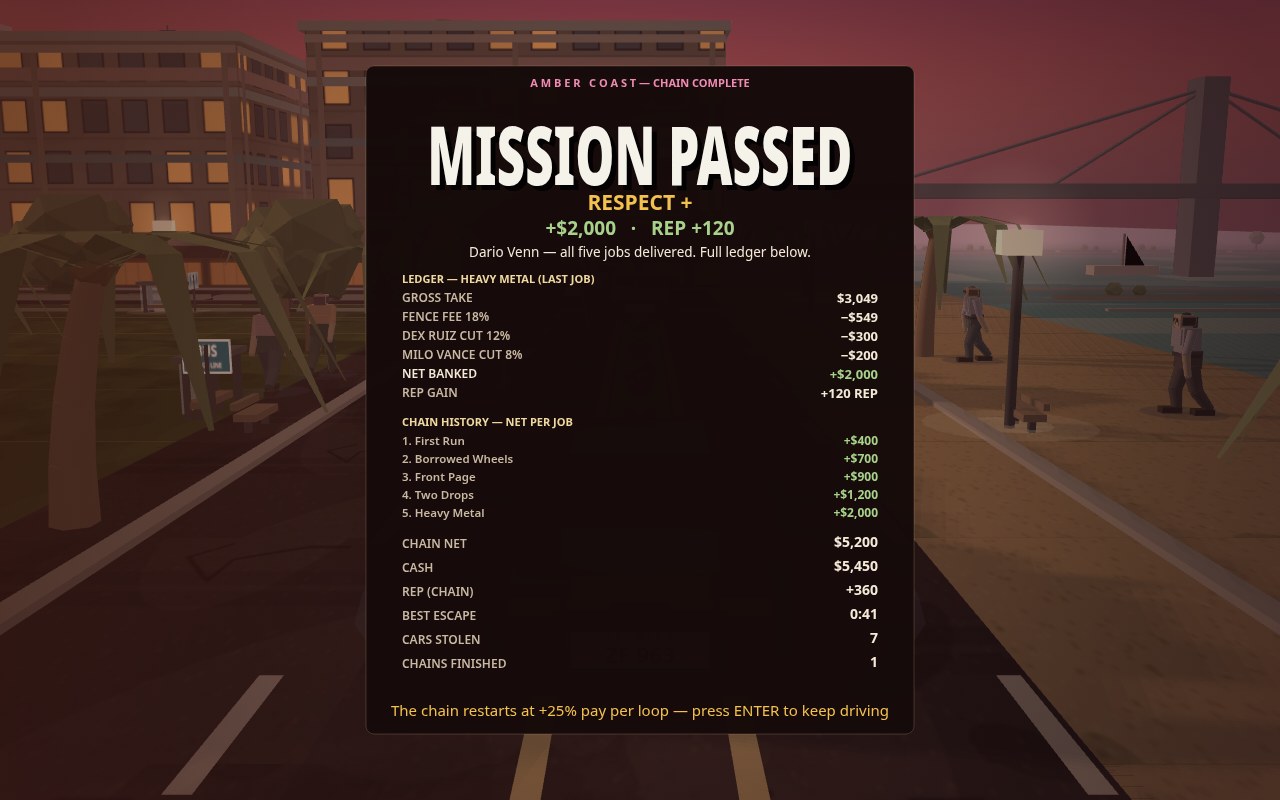 AMBER COAST — CHAIN COMPLETE
MISSION PASSED
RESPECT +
+$2,000 · REP +120
Dario Venn — all five jobs delivered. Full ledger below.
LEDGER — HEAVY METAL (LAST JOB)
GROSS TAKE $3,049
FENCE FEE 18% −$549
DEX RUIZ CUT 12% −$300
MILO VANCE CUT 8% −$200
NET BANKED +$2,000
REP GAIN +120 REP
CHAIN HISTORY — NET PER JOB
1. First Run +$400
2. Borrowed Wheels +$700
3. Front Page +$900
4. Two Drops +$1,200
5. Heavy Metal +$2,000
CHAIN NET $5,200
CASH $5,450
REP (CHAIN) +360
BEST ESCAPE 0:41
CARS STOLEN 7
CHAINS FINISHED 1
The chain restarts at +25% pay per loop — press ENTER to keep driving